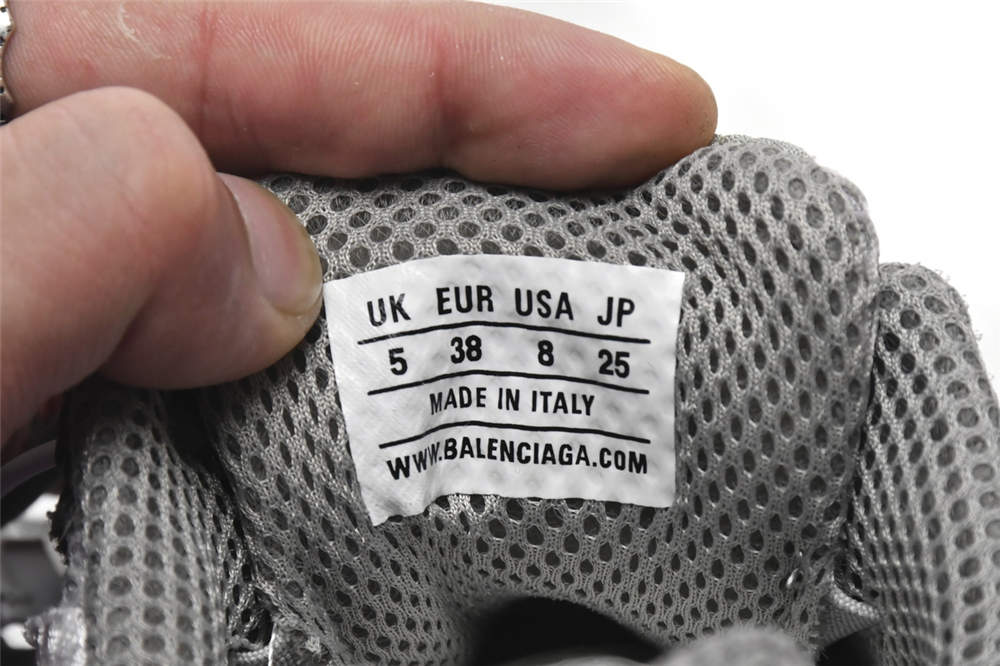 UK EUR USA JP
5 38 8 25
MADE IN ITALY
WWW.BALENCIAGA.COM